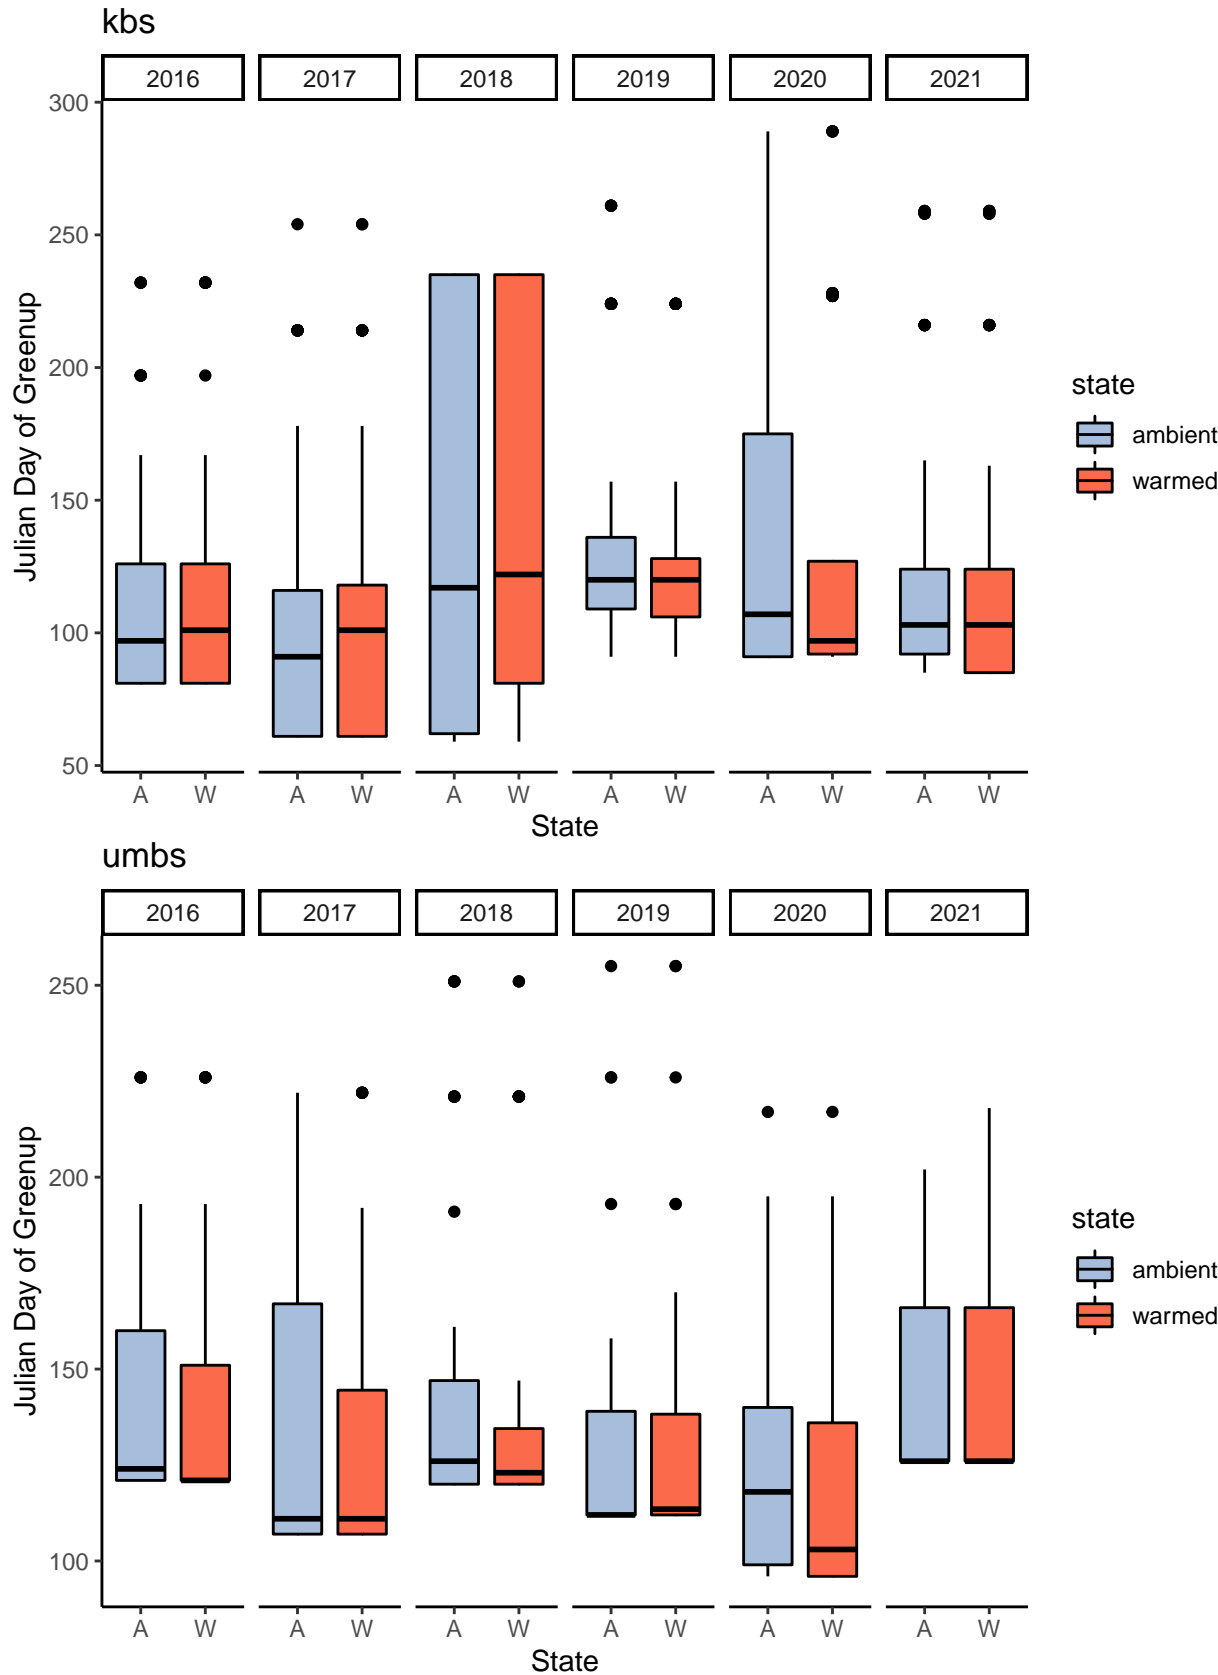 kbs
2016 2017 2018 2019 2020 2021
300
250
200
150
100
50
Julian Day of Greenup
A W A W A W A W A W A W
State
state
ambient
warmed
umbs
2016 2017 2018 2019 2020 2021
250
200
150
100
Julian Day of Greenup
A W A W A W A W A W A W
State
state
ambient
warmed